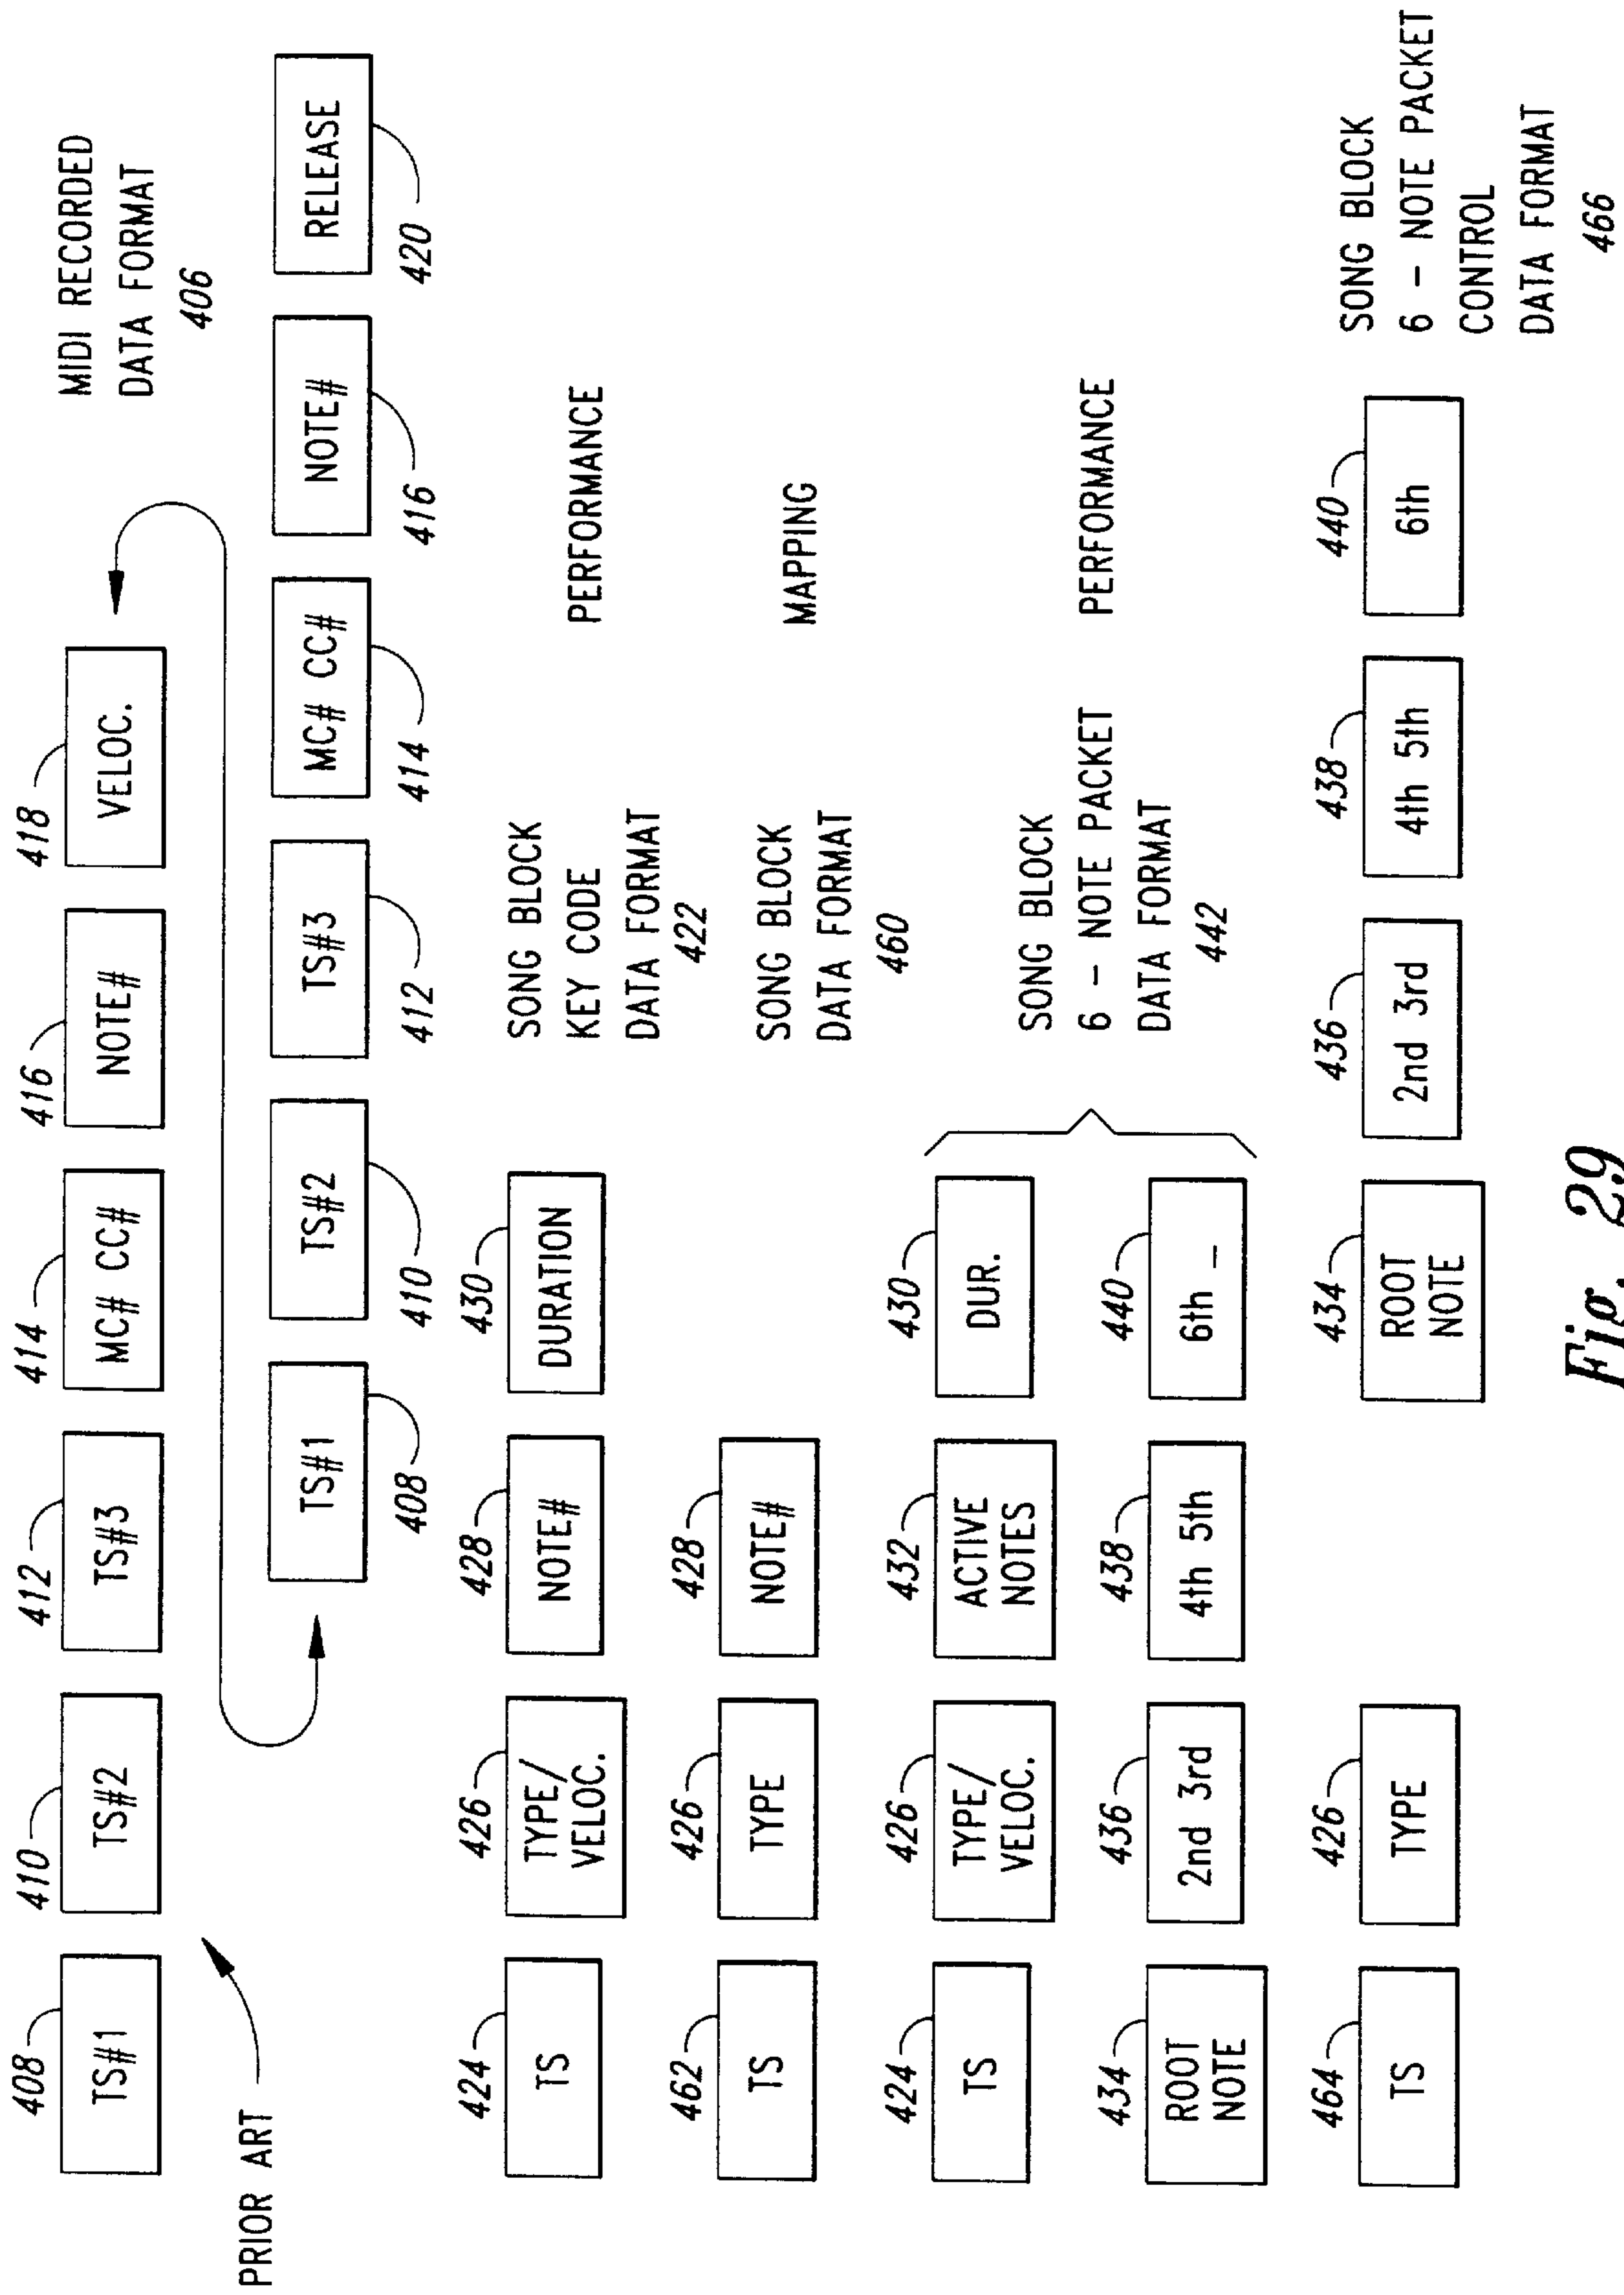 408 410 412 414 416 418
TS#1 TS#2 TS#3 MC# CC# NOTE# VELOC.
MIDI RECORDED
DATA FORMAT
406
PRIOR ART
TS#1 TS#2 TS#3 MC# CC# NOTE# RELEASE
408 410 412 414 416 420
424 426 428 430
TS
TYPE/
VELOC.
NOTE#
DURATION
SONG BLOCK
KEY CODE
DATA FORMAT
422
PERFORMANCE
462 426 428
TS TYPE NOTE#
SONG BLOCK
DATA FORMAT
460
MAPPING
424 426 432 430
TS
TYPE/
VELOC.
ACTIVE
NOTES
DUR.
SONG BLOCK
6 - NOTE PACKET
DATA FORMAT
442
PERFORMANCE
434 436 438 440
ROOT
NOTE
2nd 3rd
4th 5th
6th _
464 426 434 436 438 440
TS TYPE
ROOT
NOTE
2nd 3rd
4th 5th
6th
SONG BLOCK
6 - NOTE PACKET
CONTROL
DATA FORMAT
466
Fig. 29